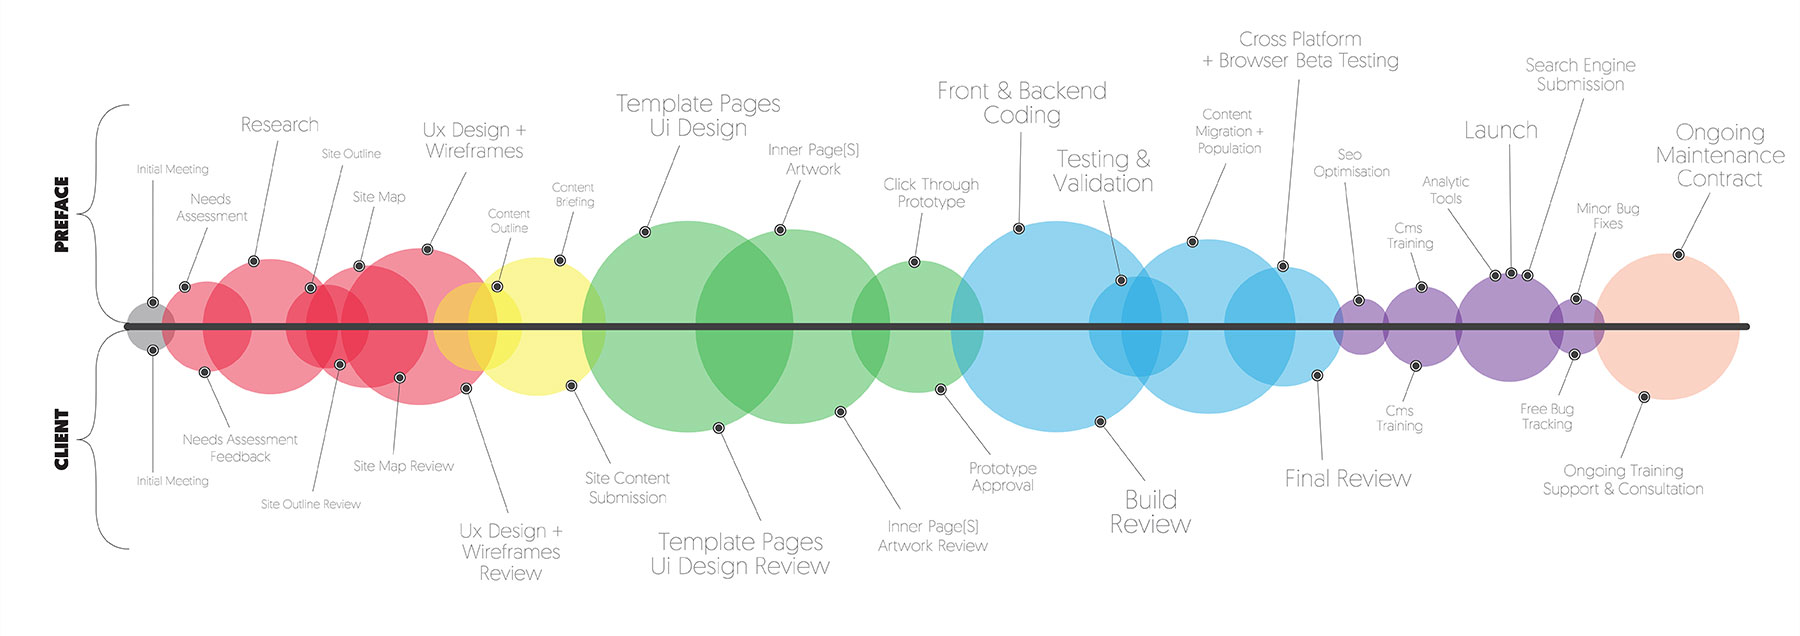 PREFACE
Initial Meeting
Needs
Assessment
Research
Site Outline
Site Map
Ux Design +
Wireframes
Content
Outline
Content
Briefing
Template Pages
Ui Design
Inner Page[S]
Artwork
Click Through
Prototype
Front & Backend
Coding
Testing &
Validation
Content
Migration +
Population
Cross Platform
+ Browser Beta Testing
Seo
Optimisation
Cms
Training
Analytic
Tools
Launch
Search Engine
Submission
Minor Bug
Fixes
Ongoing
Maintenance
Contract
CLIENT
Initial Meeting
Needs Assessment
Feedback
Site Outline Review
Site Map Review
Ux Design +
Wireframes
Review
Site Content
Submission
Template Pages
Ui Design Review
Inner Page[S]
Artwork Review
Prototype
Approval
Build
Review
Final Review
Cms
Training
Free Bug
Tracking
Ongoing Training
Support & Consultation